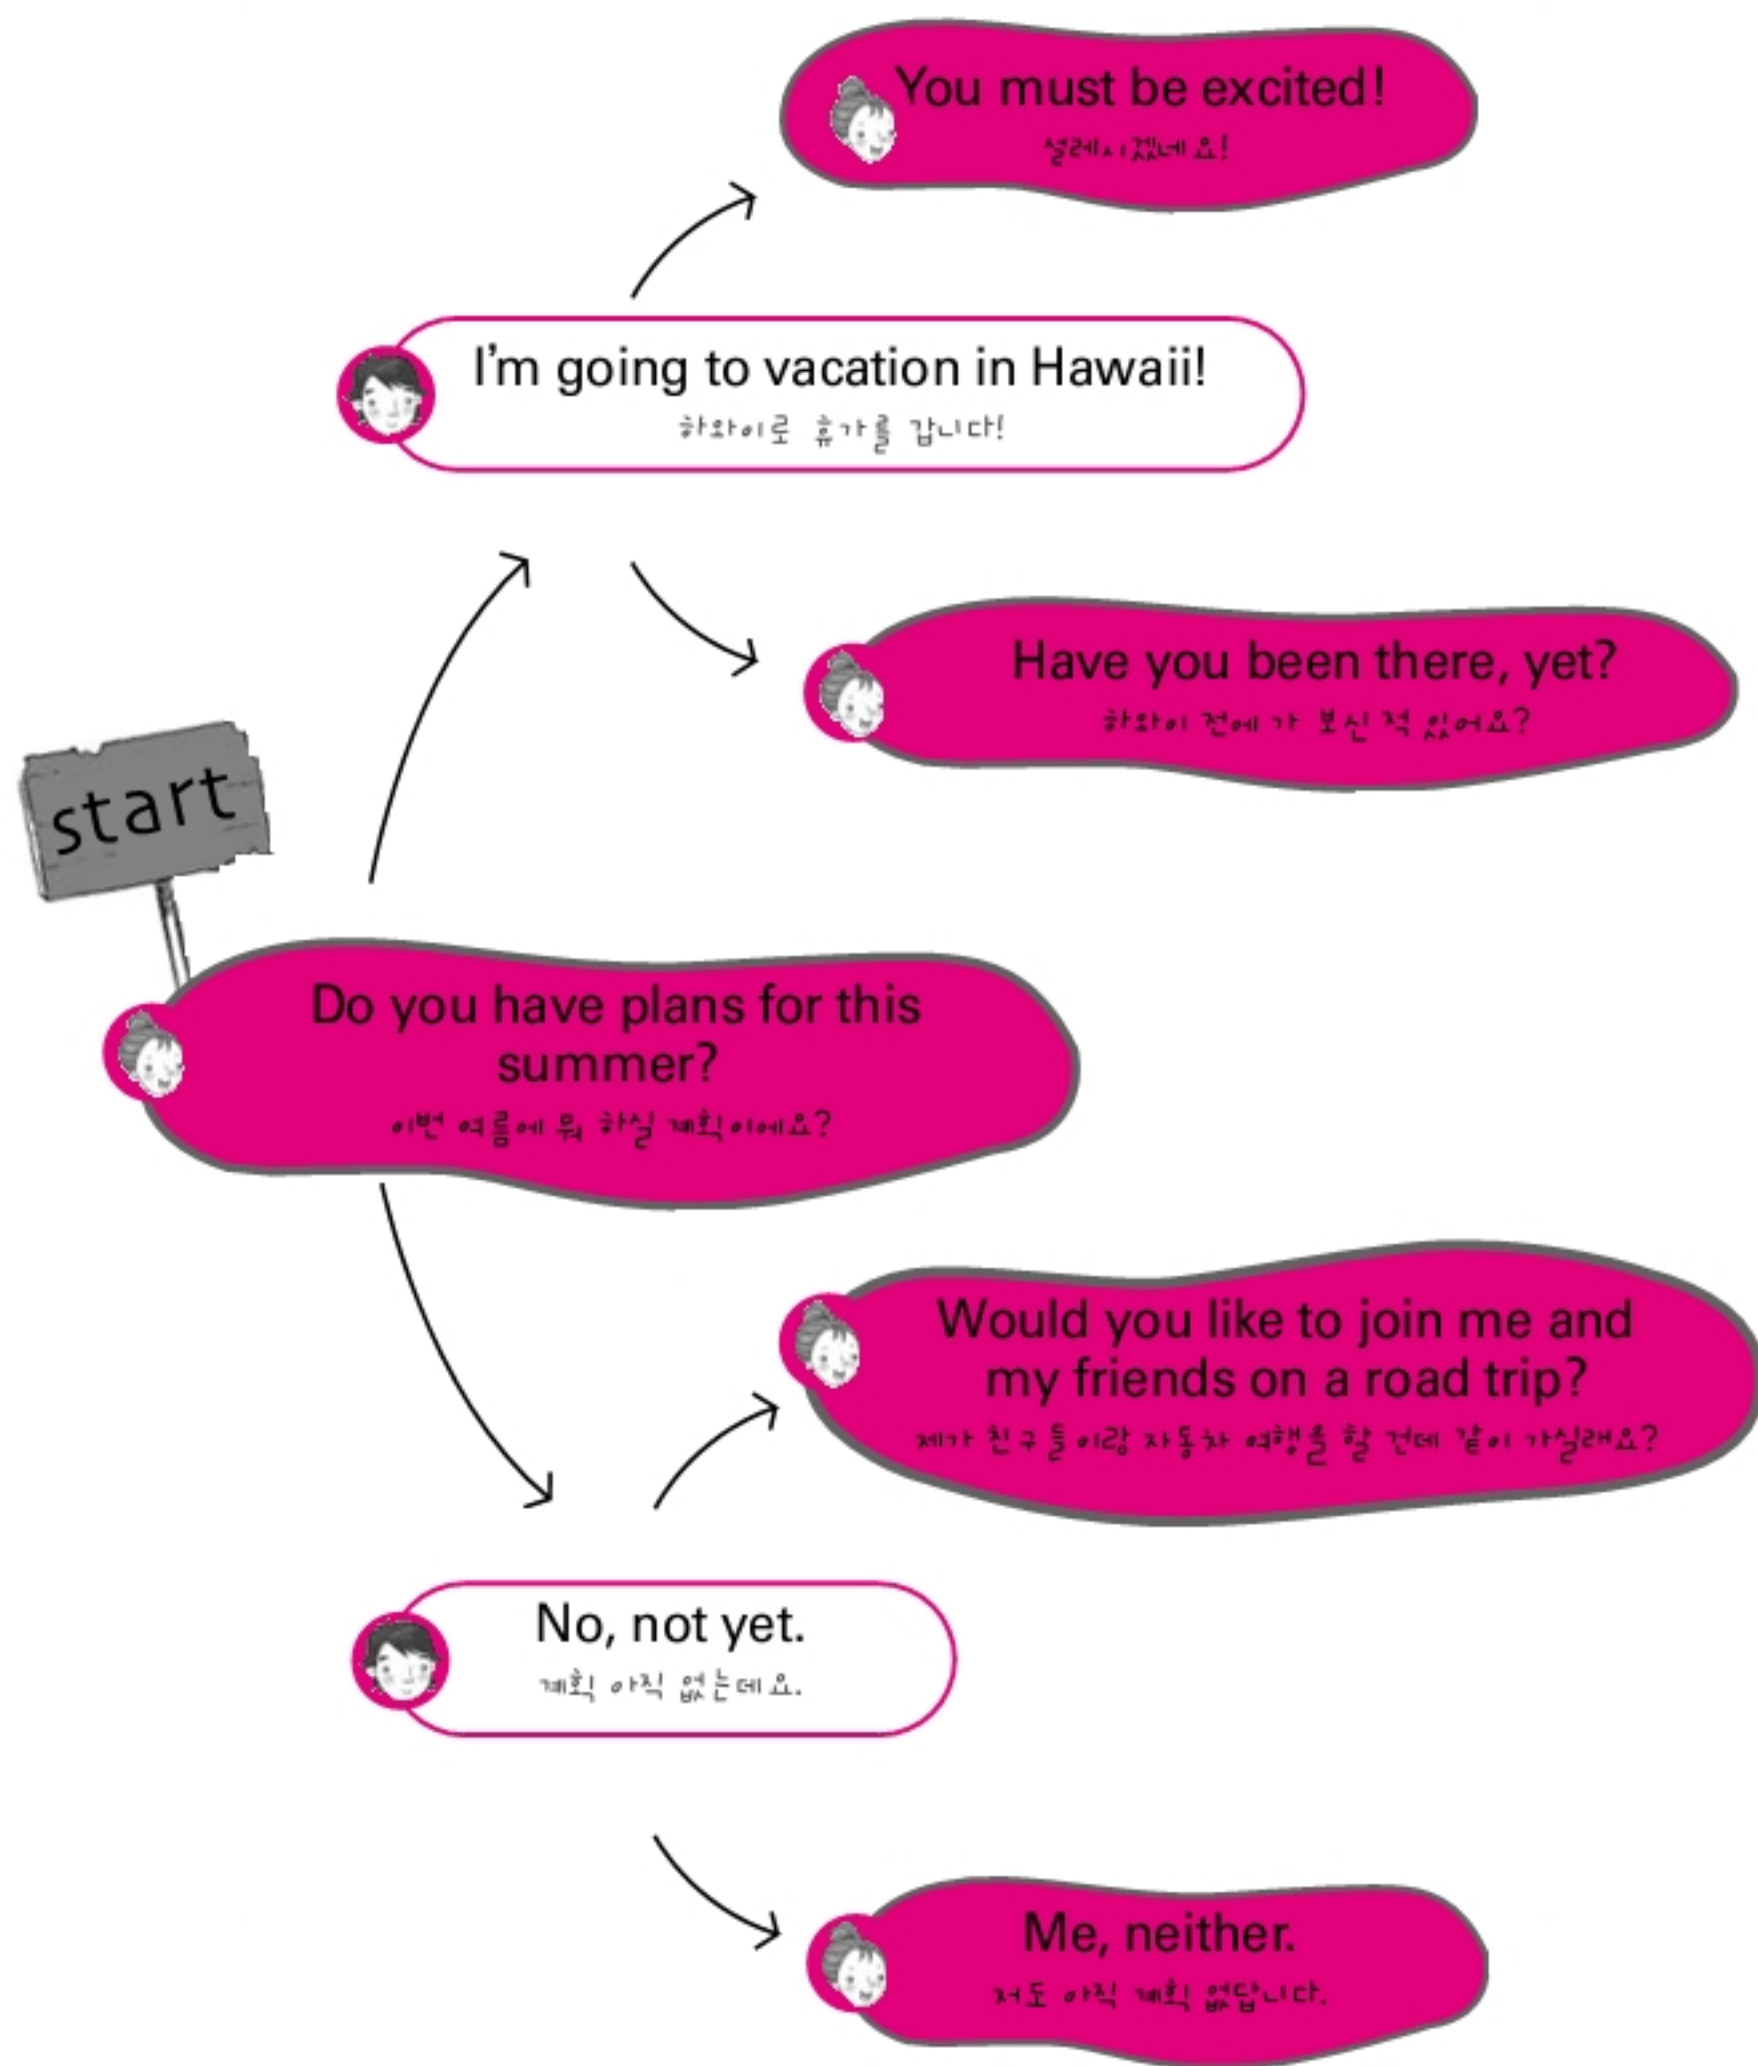 You must be excited!
설레시겠네요!
I'm going to vacation in Hawaii!
하와이로 휴가를 갑니다!
Have you been there, yet?
하와이 전에 가 보신 적 있어요?
start
Do you have plans for this
summer?
이번 여름에 뭐 하실 계획이에요?
Would you like to join me and
my friends on a road trip?
제가 친구들이랑 자동차 여행을 할 건데 같이 가실래요?
No, not yet.
계획 아직 없는데요.
Me, neither.
저도 아직 계획 없답니다.